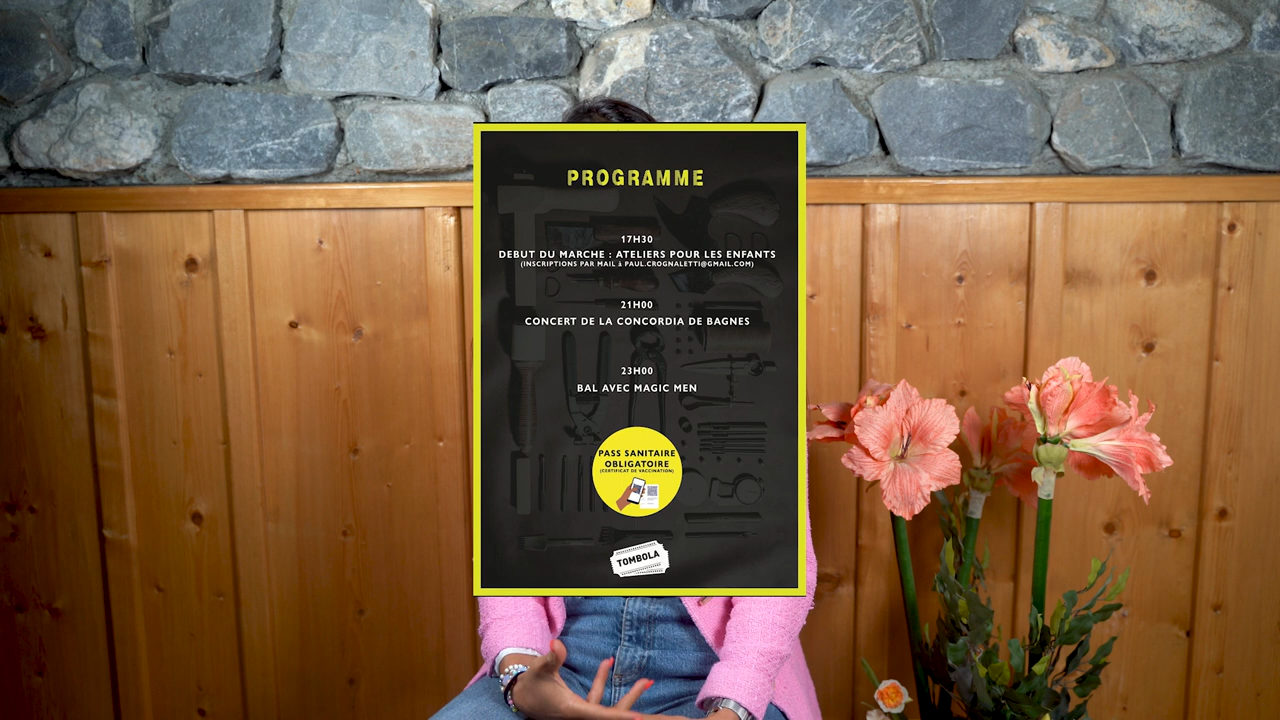 PROGRAMME
17H30
DEBUT DU MARCHE : ATELIERS POUR LES ENFANTS
(INSCRIPTIONS PAR MAIL à PAUL.CROGNALETTI@GMAIL.COM)
21H00
CONCERT DE LA CONCORDIA DE BAGNES
23H00
BAL AVEC MAGIC MEN
PASS SANITAIRE
OBLIGATOIRE
(CERTIFICAT DE VACCINATION)
TOMBOLA